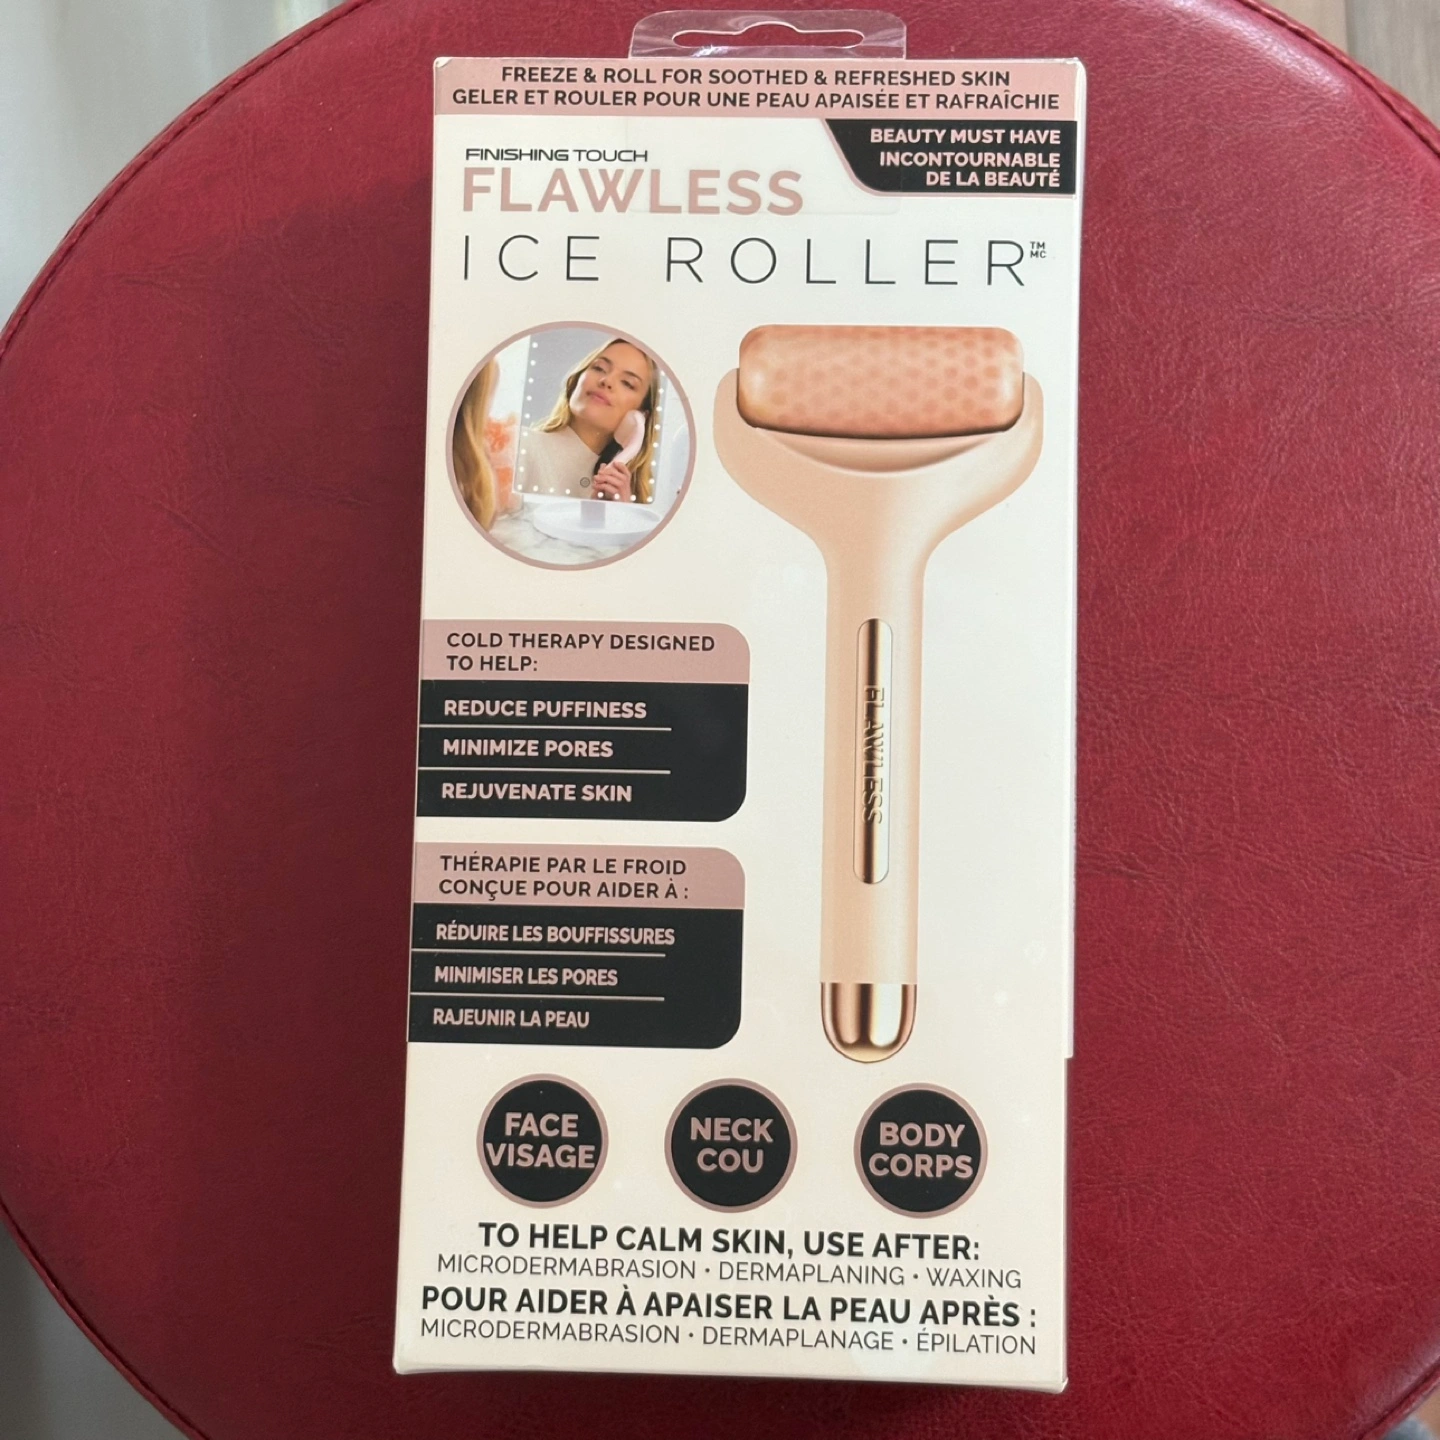 FREEZE & ROLL FOR SOOTHED & REFRESHED SKIN
GELER ET ROULER POUR UNE PEAU APAISÉE ET RAFRAÎCHIE
BEAUTY MUST HAVE
INCONTOURNABLE
DE LA BEAUTÉ
FINISHING TOUCH
FLAWLESS
ICE ROLLER™
MC
FLAWLESS
COLD THERAPY DESIGNED
TO HELP:
REDUCE PUFFINESS
MINIMIZE PORES
REJUVENATE SKIN
THÉRAPIE PAR LE FROID
CONÇUE POUR AIDER À :
RÉDUIRE LES BOUFFISSURES
MINIMISER LES PORES
RAJEUNIR LA PEAU
FACE
VISAGE
NECK
COU
BODY
CORPS
TO HELP CALM SKIN, USE AFTER:
MICRODERMABRASION • DERMAPLANING • WAXING
POUR AIDER À APAISER LA PEAU APRÈS :
MICRODERMABRASION • DERMAPLANAGE • ÉPILATION